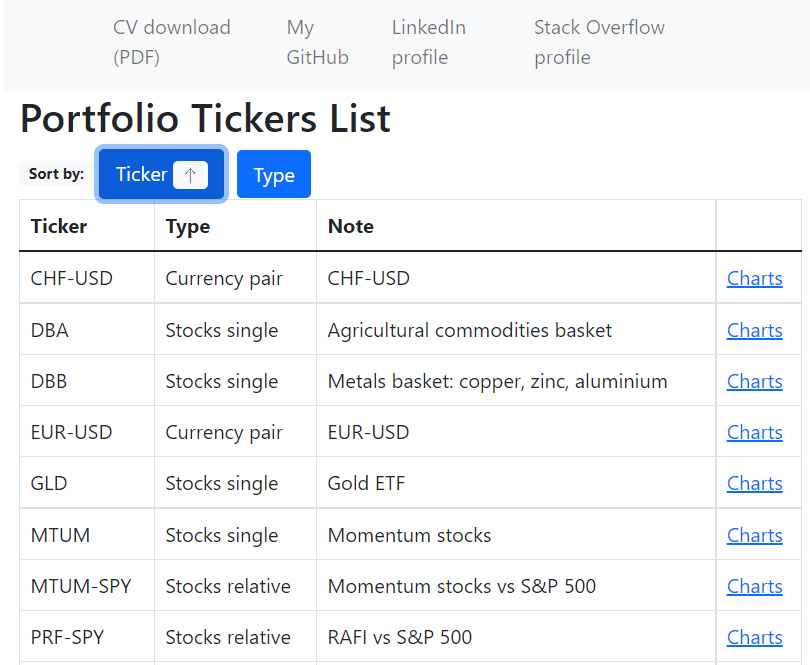 CV download My LinkedIn Stack Overflow
(PDF) GitHub profile profile
Portfolio Tickers List
Sort by: Ticker ↑ Type
Ticker Type Note
CHF-USD Currency pair CHF-USD Charts
DBA Stocks single Agricultural commodities basket Charts
DBB Stocks single Metals basket: copper, zinc, aluminium Charts
EUR-USD Currency pair EUR-USD Charts
GLD Stocks single Gold ETF Charts
MTUM Stocks single Momentum stocks Charts
MTUM-SPY Stocks relative Momentum stocks vs S&P 500 Charts
PRF-SPY Stocks relative RAFI vs S&P 500 Charts